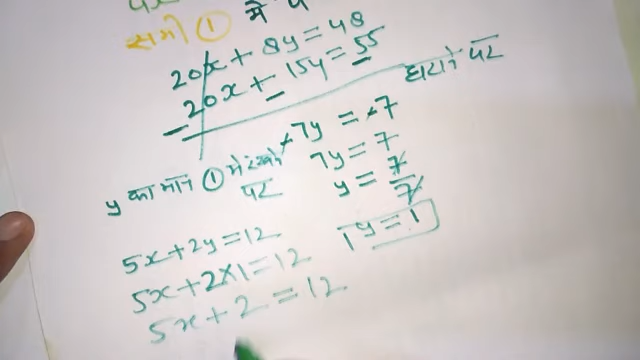 समी ① में
20x + 8y = 48
20x + 15y = 55
घटाने पर
-7y = -7
7y = 7
y = 7/7
y = 1
y का मान ① में रखने पर
5x + 2y = 12
5x + 2×1 = 12
5x + 2 = 12